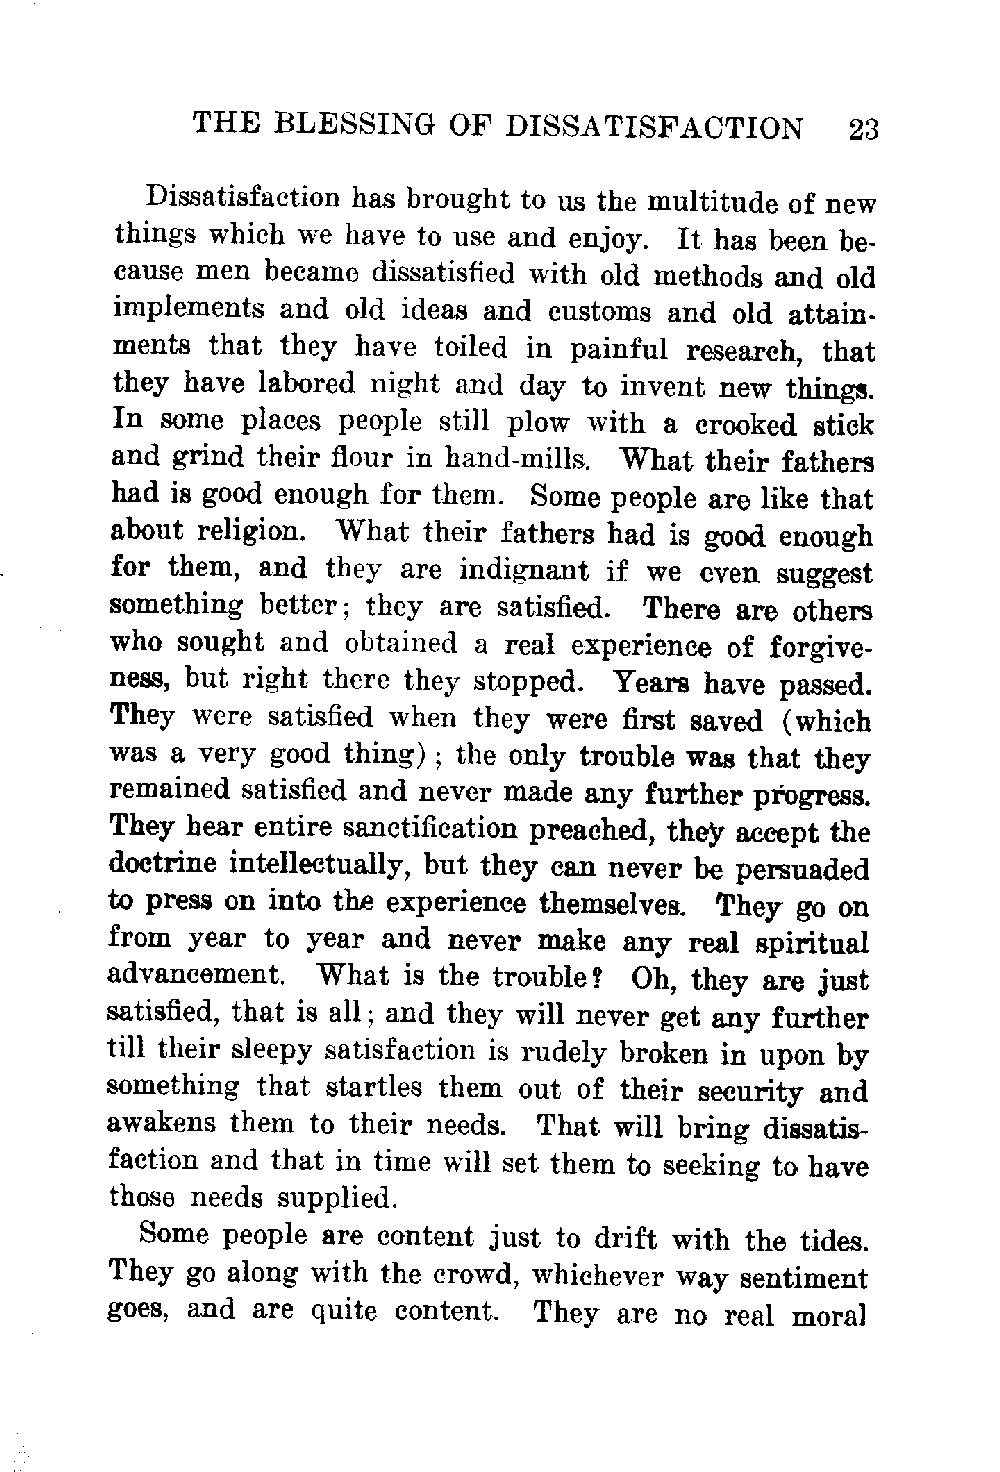 THE BLESSING OF DISSATISFACTION 23
Dissatisfaction has brought to us the multitude of new
things which we have to use and enjoy. It has been be-
cause men became dissatisfied with old methods and old
implements and old ideas and customs and old attain-
ments that they have toiled in painful research, that
they have labored night and day to invent new things.
In some places people still plow with a crooked stick
and grind their flour in hand-mills. What their fathers
had is good enough for them. Some people are like that
about religion. What their fathers had is good enough
for them, and they are indignant if we even suggest
something better; they are satisfied. There are others
who sought and obtained a real experience of forgive-
ness, but right there they stopped. Years have passed.
They were satisfied when they were first saved (which
was a very good thing); the only trouble was that they
remained satisfied and never made any further progress.
They hear entire sanctification preached, they accept the
doctrine intellectually, but they can never be persuaded
to press on into the experience themselves. They go on
from year to year and never make any real spiritual
advancement. What is the trouble? Oh, they are just
satisfied, that is all; and they will never get any further
till their sleepy satisfaction is rudely broken in upon by
something that startles them out of their security and
awakens them to their needs. That will bring dissatis-
faction and that in time will set them to seeking to have
those needs supplied.
Some people are content just to drift with the tides.
They go along with the crowd, whichever way sentiment
goes, and are quite content. They are no real moral